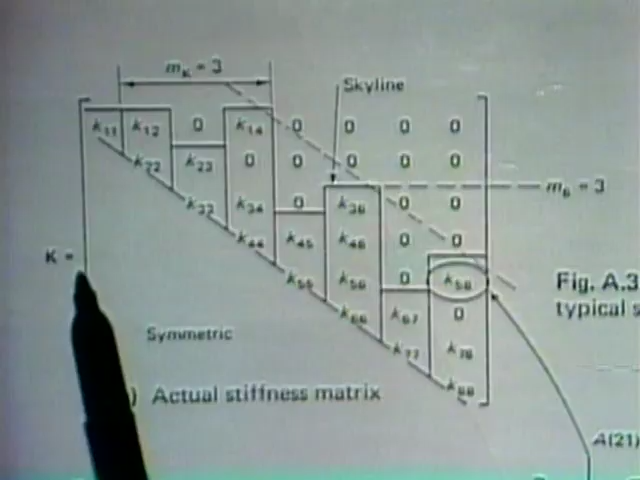 m_K = 3
Skyline
k11 k12 0 k14 0 0 0 0
k22 k23 0 0 0 0 0
k33 k34 0 k36 0 0 m6 = 3
k44 k45 k46 0 0
K =
k55 k56 0 k58
Fig. A.3
typical s
k66 k67 0
Symmetric
k77 k78
k88
) Actual stiffness matrix
A(21)